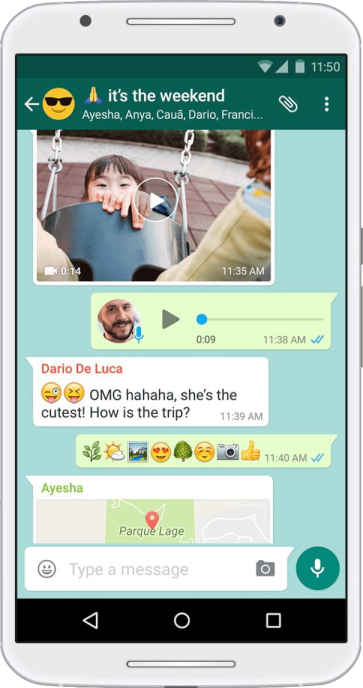 11:50
🙏 it's the weekend
Ayesha, Anya, Cauã, Dario, Franci...
0:14
11:35 AM
0:09
11:38 AM
Dario De Luca
😜😝 OMG hahaha, she's the
cutest! How is the trip?
11:39 AM
🌿🌤🏞😍🌳☺📷👍 11:40 AM
Ayesha
Parque Lage
Type a message